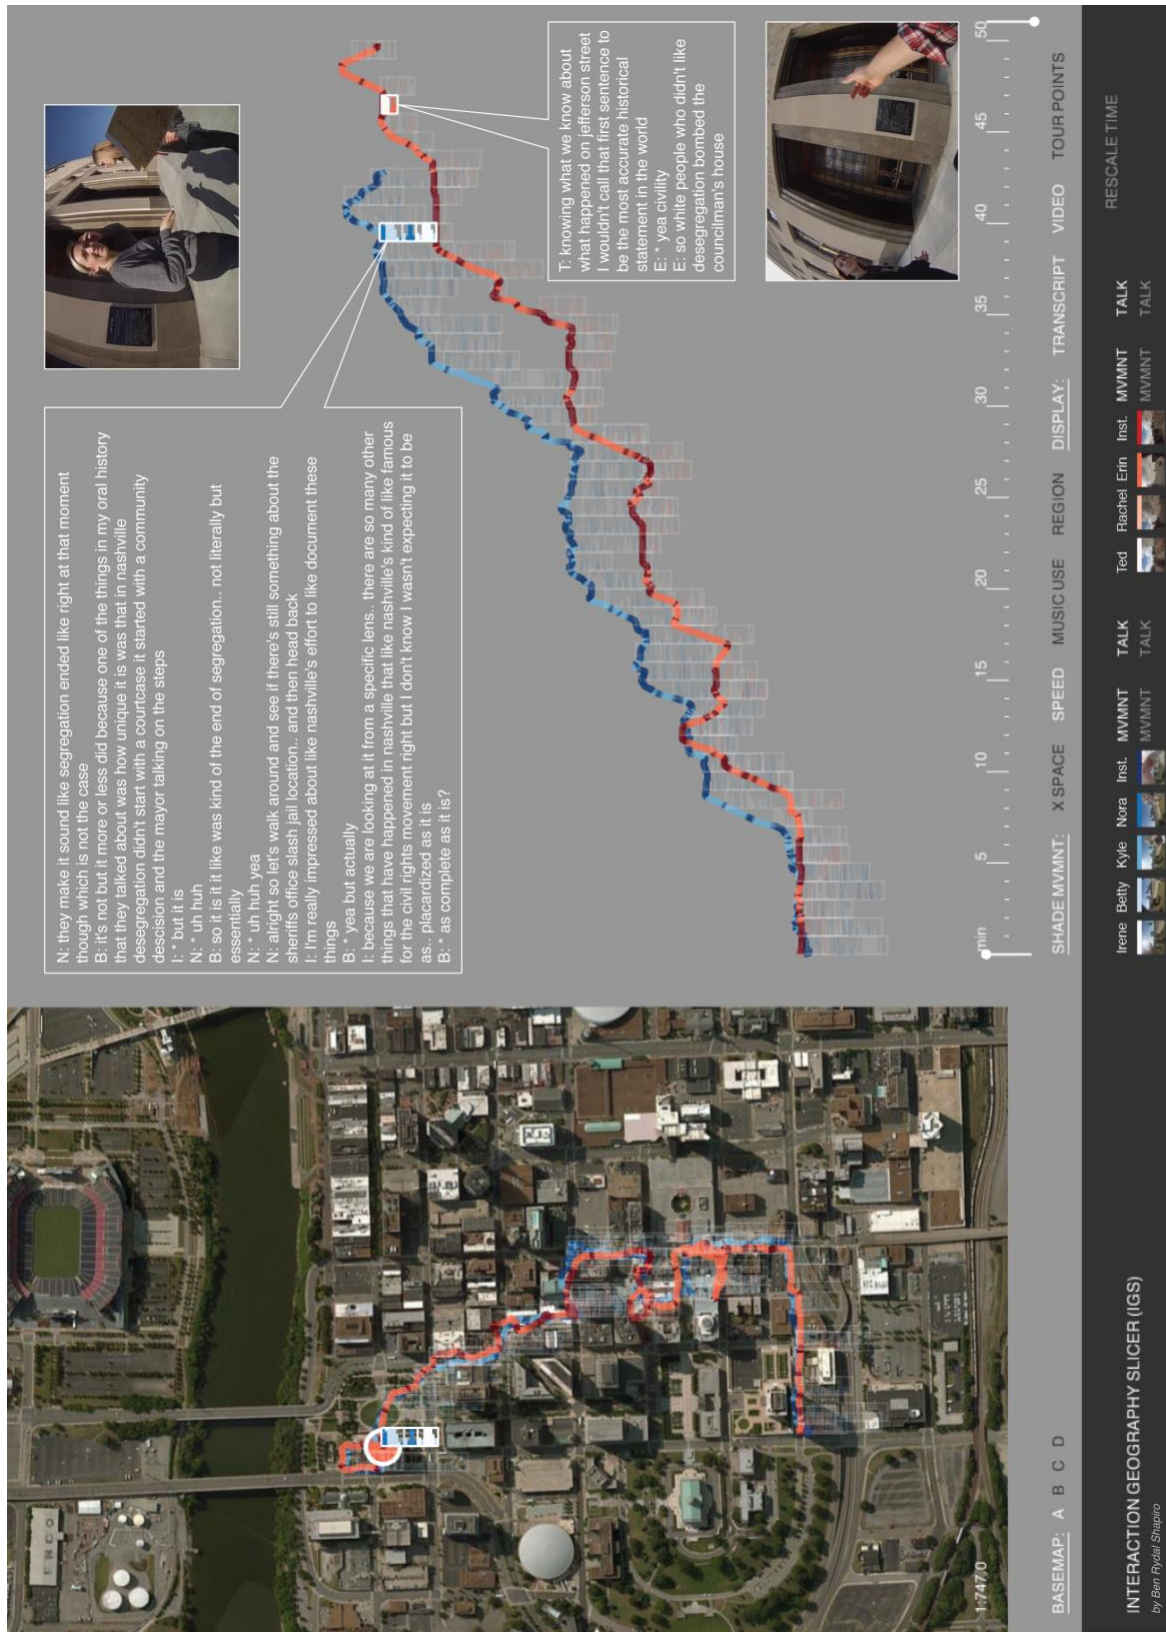 N: they make it sound like segregation ended like right at that moment
though which is not the case
B: it's not but it more or less did because one of the things in my oral history
that they talked about was how unique it is was that in nashville
desegregation didn't start with a courtcase it started with a community
descision and the mayor talking on the steps
I: * but it is
N: * uh huh
B: so it is it like was kind of the end of segregation.. not literally but
essentially
N: * uh huh yea
N: alright so let's walk around and see if there's still something about the
sheriffs office slash jail location.. and then head back
I: I'm really impressed about like nashville's effort to like document these
things
B: * yea but actually
I: because we are looking at it from a specific lens.. there are so many other
things that have happened in nashville that like nashville's kind of like famous
for the civil rights movement right but I don't know I wasn't expecting it to be
as.. placardized as it is
B: * as complete as it is?
T: knowing what we know about
what happened on jefferson street
I wouldn't call that first sentence to
be the most accurate historical
statement in the world
E: * yea civility
E: so while people who didn't like
desegregation bombed the
councilman's house
min 5 10 15 20 25 30 35 40 45 50
1:747.0
BASEMAP: A B C D
SHADE MVMNT: X SPACE SPEED MUSIC USE REGION DISPLAY: TRANSCRIPT VIDEO TOUR POINTS
INTERACTION GEOGRAPHY SLICER (IGS)
by Ben Rydal Shapiro
Irene Betty Kyle Nora Inst. MVMNT TALK
MVMNT TALK
Ted Rachel Erin Inst. MVMNT TALK
MVMNT TALK
RESCALE TIME